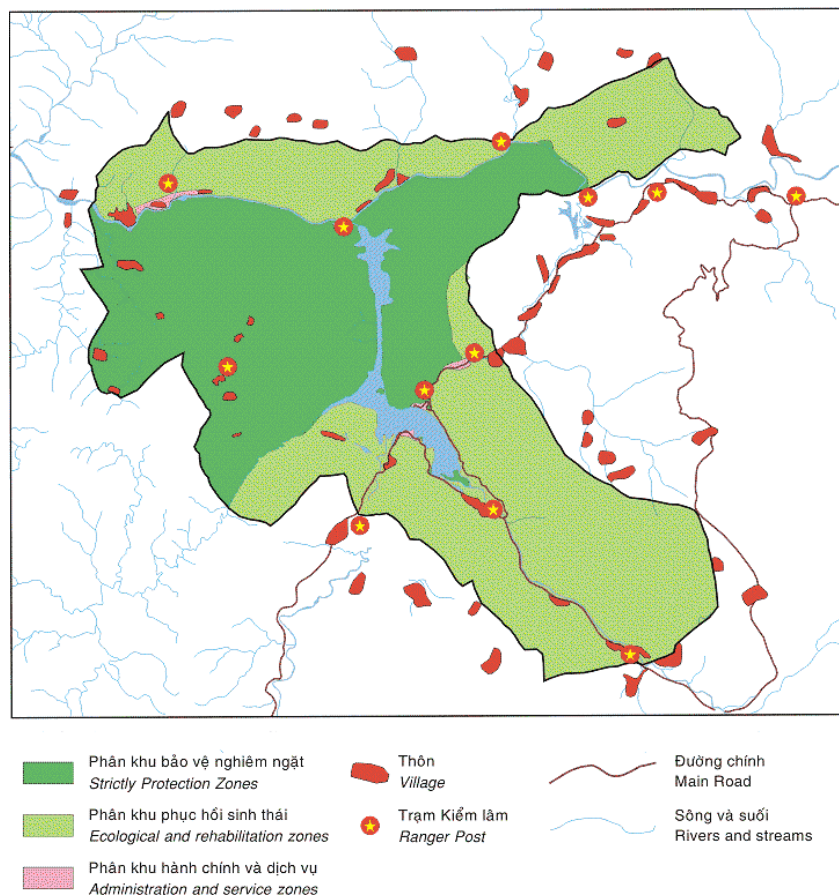 Phân khu bảo vệ nghiêm ngặt
Strictly Protection Zones
Phân khu phục hồi sinh thái
Ecological and rehabilitation zones
Phân khu hành chính và dịch vụ
Administration and service zones
Thôn
Village
Trạm Kiểm lâm
Ranger Post
Đường chính
Main Road
Sông và suối
Rivers and streams